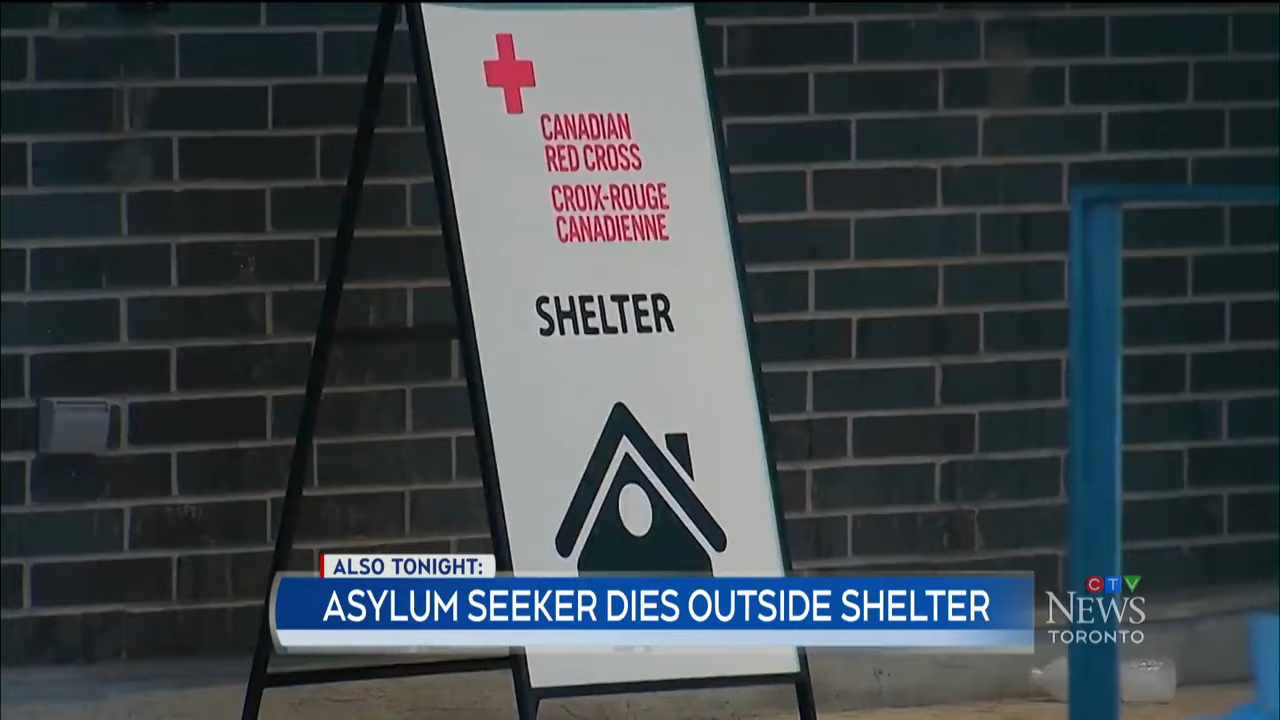 CANADIAN
RED CROSS
CROIX-ROUGE
CANADIENNE
SHELTER
ALSO TONIGHT:
ASYLUM SEEKER DIES OUTSIDE SHELTER
CTV
NEWS
TORONTO